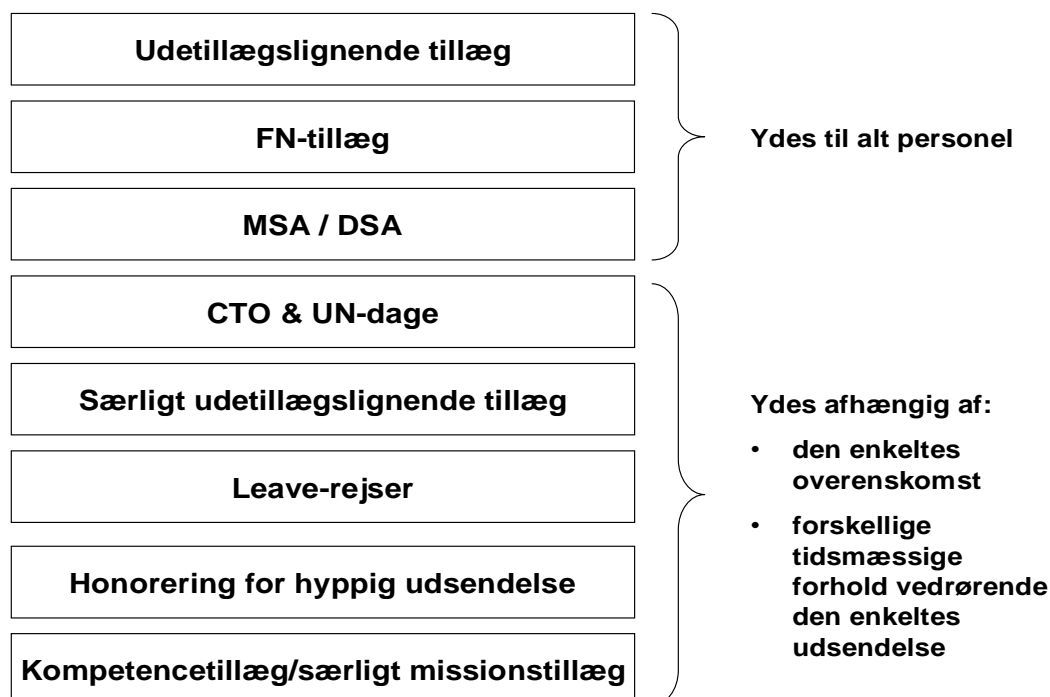 Udetillægslignende tillæg
FN-tillæg
MSA / DSA
Ydes til alt personel
CTO & UN-dage
Særligt udetillægslignende tillæg
Leave-rejser
Honorering for hyppig udsendelse
Kompetencetillæg/særligt missionstillæg
Ydes afhængig af:
• den enkeltes
overenskomst
• forskellige
tidsmæssige
forhold vedrørende
den enkeltes
udsendelse